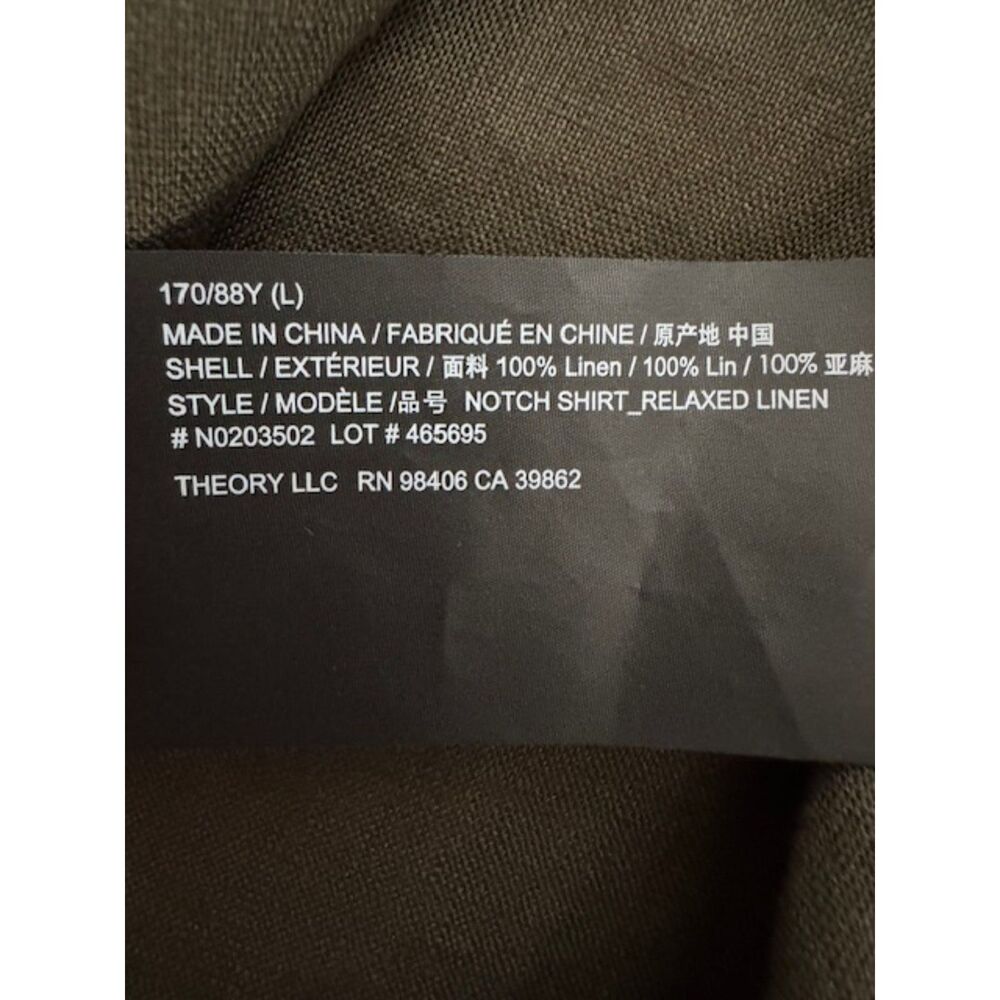 170/88Y (L)
MADE IN CHINA / FABRIQUÉ EN CHINE / 原产地 中国
SHELL / EXTÉRIEUR / 面料 100% Linen / 100% Lin / 100% 亚麻
STYLE / MODÈLE /品号 NOTCH SHIRT_RELAXED LINEN
# N0203502 LOT # 465695
THEORY LLC RN 98406 CA 39862